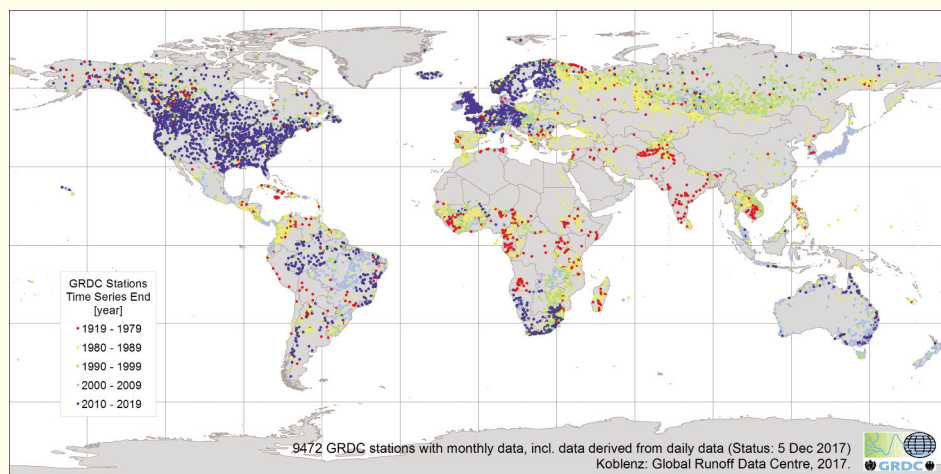 GRDC Stations
Time Series End
[year]
1919 - 1979
1980 - 1989
1990 - 1999
2000 - 2009
2010 - 2019
9472 GRDC stations with monthly data, incl. data derived from daily data (Status: 5 Dec 2017)
Koblenz: Global Runoff Data Centre, 2017.
GRDC